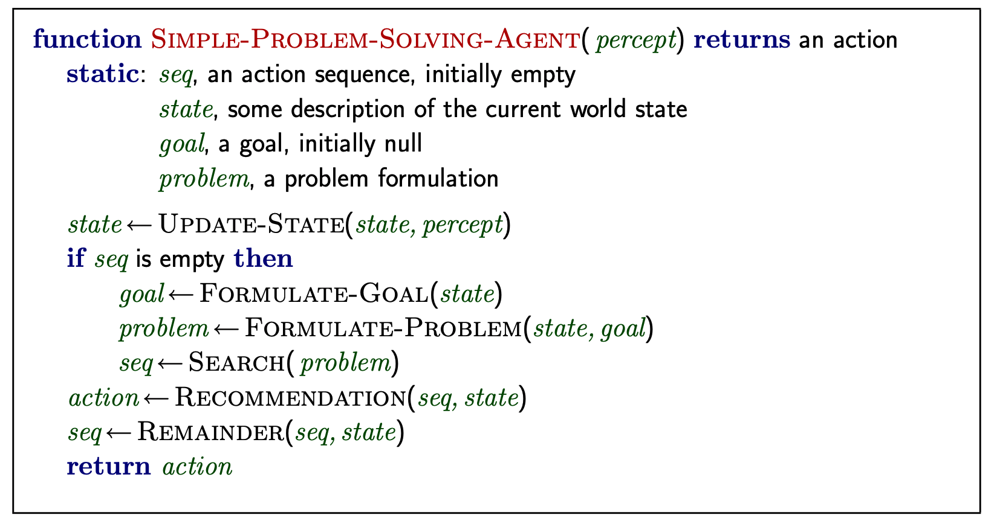 function SIMPLE-PROBLEM-SOLVING-AGENT( percept) returns an action
static: seq, an action sequence, initially empty
state, some description of the current world state
goal, a goal, initially null
problem, a problem formulation
state ← UPDATE-STATE(state, percept)
if seq is empty then
goal ← FORMULATE-GOAL(state)
problem ← FORMULATE-PROBLEM(state, goal)
seq ← SEARCH( problem)
action ← RECOMMENDATION(seq, state)
seq ← REMAINDER(seq, state)
return action